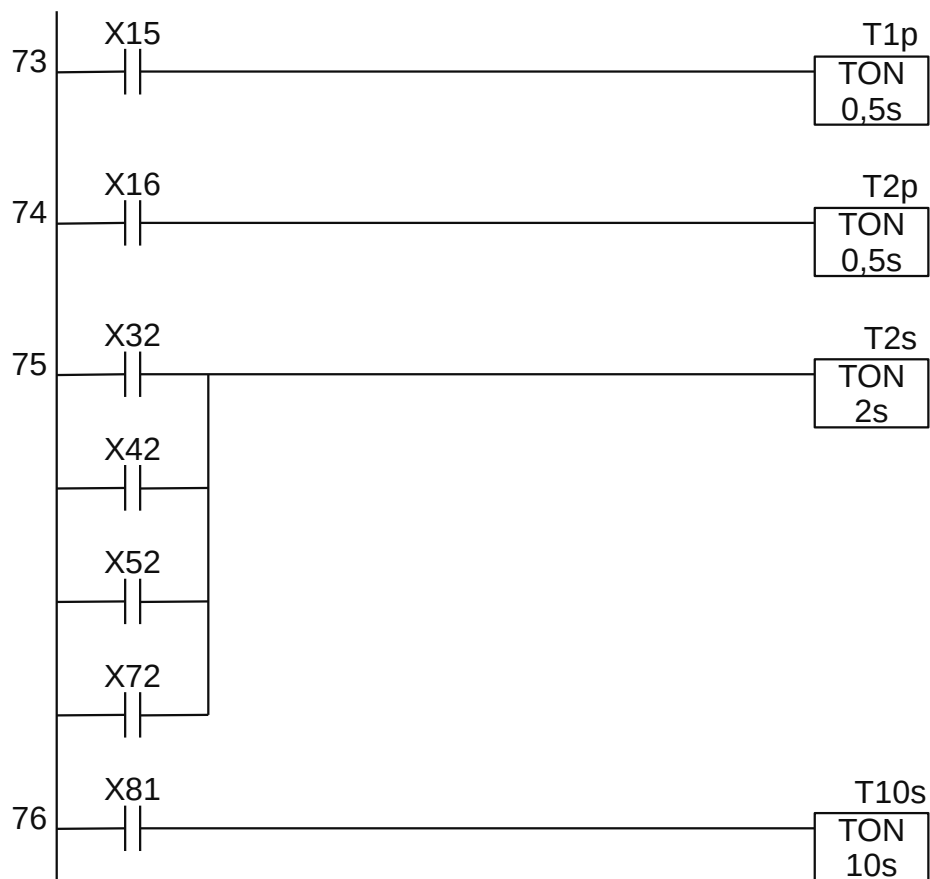 X15
T1p
73
TON
0,5s
X16
T2p
74
TON
0,5s
X32
T2s
75
TON
2s
X42
X52
X72
X81
T10s
76
TON
10s